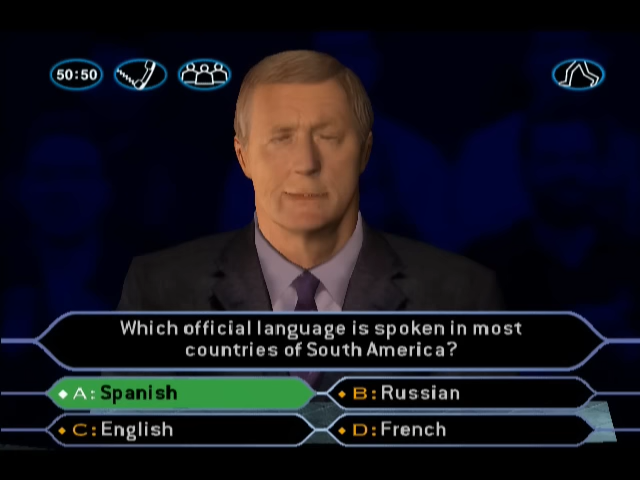 50:50
Which official language is spoken in most
countries of South America?
A: Spanish
B: Russian
C: English
D: French